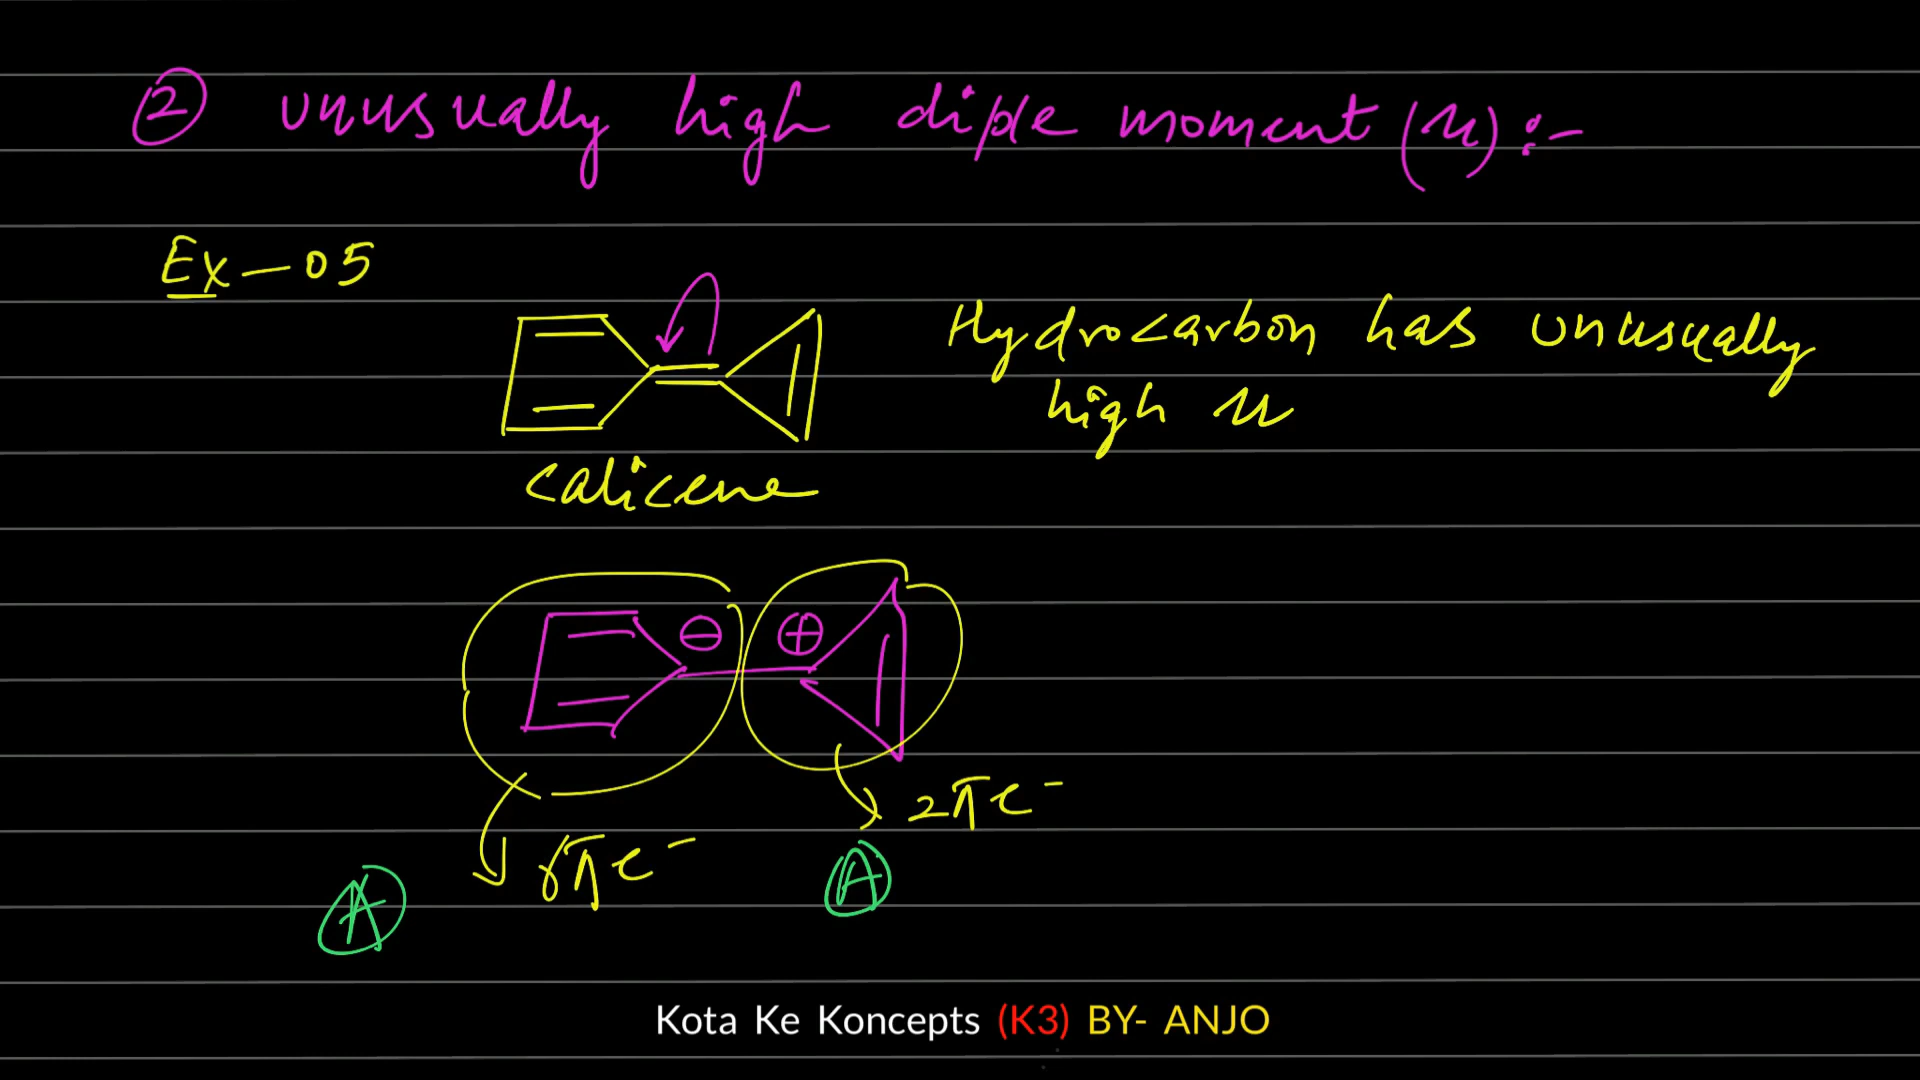 ② unusually high diple moment (μ) :-
Ex - 05
Hydrocarbon has unusually
high μ
calicene
⊖ ⊕
2πe⁻
6πe⁻
Ⓐ Ⓐ
Kota Ke Koncepts (K3) BY- ANJO